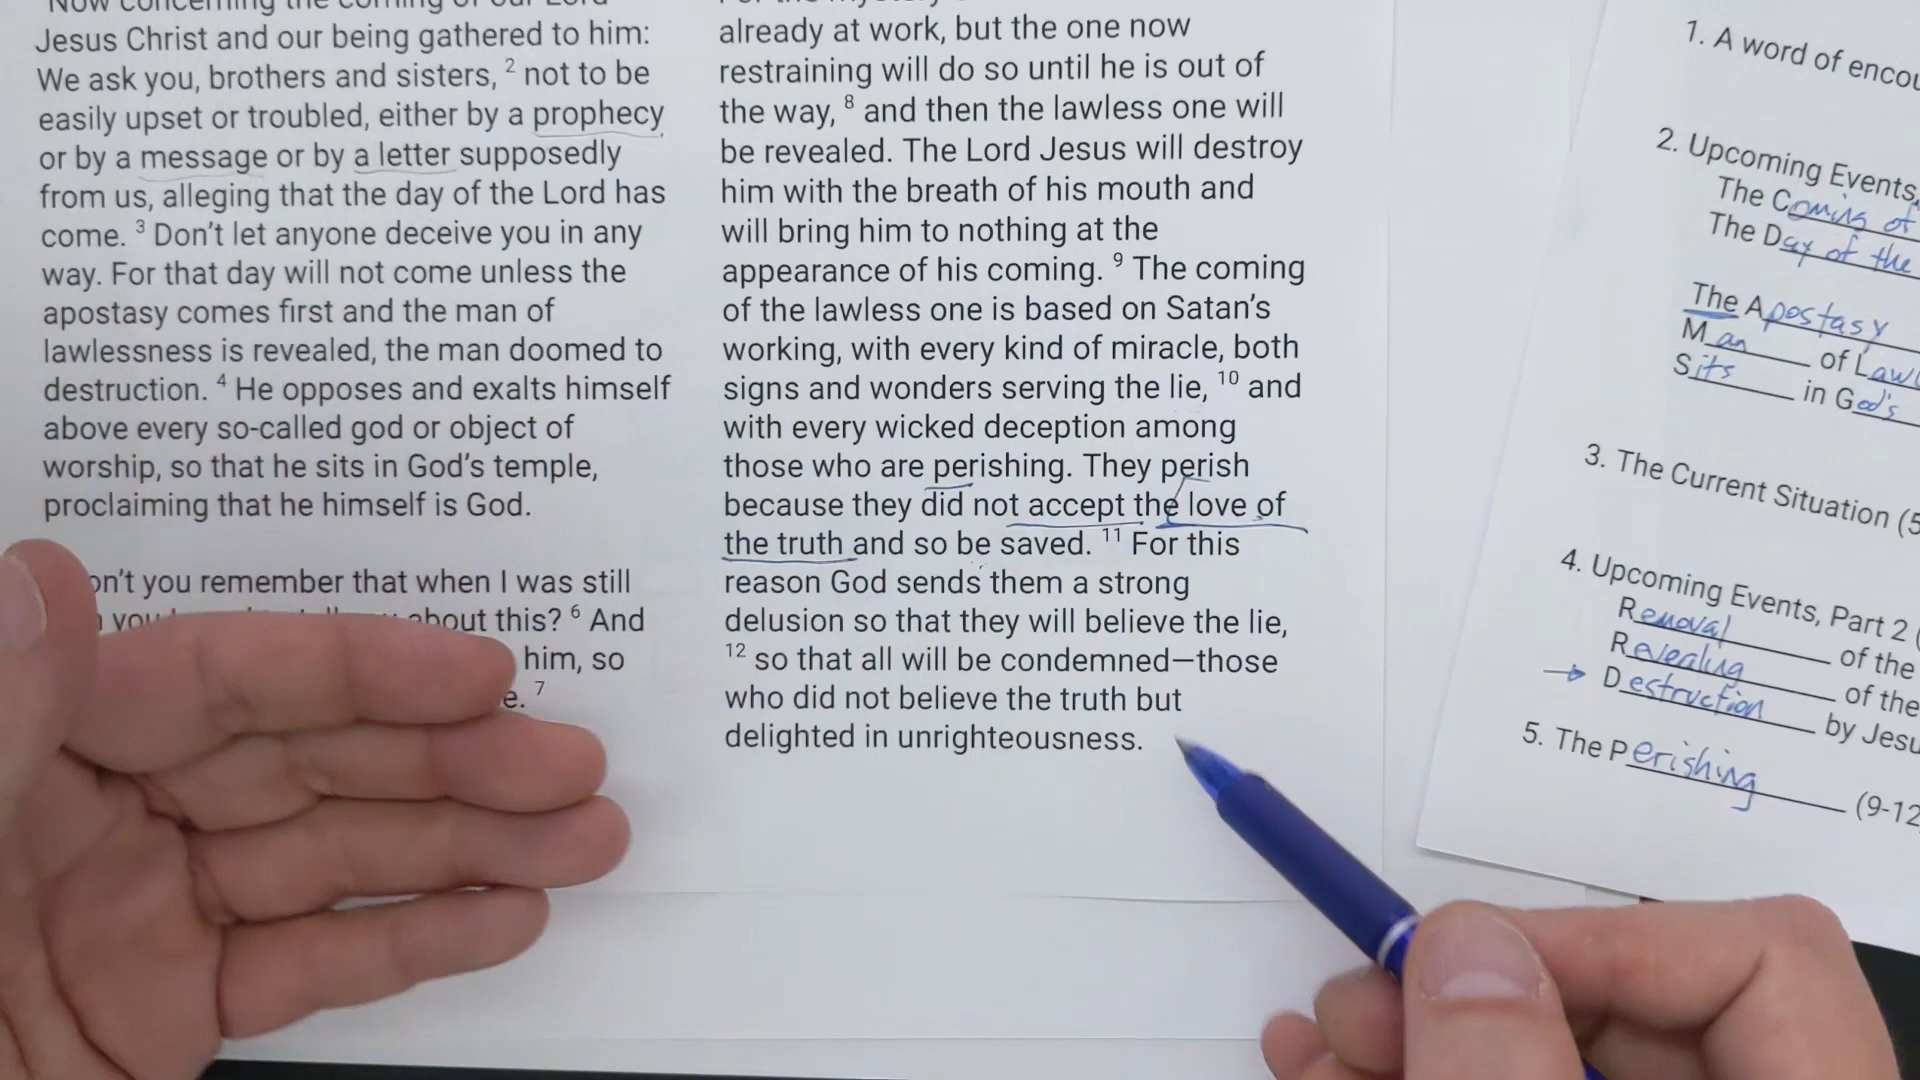 Now concerning the coming of our Lord
Jesus Christ and our being gathered to him:
We ask you, brothers and sisters, 2 not to be
easily upset or troubled, either by a prophecy
or by a message or by a letter supposedly
from us, alleging that the day of the Lord has
come. 3 Don't let anyone deceive you in any
way. For that day will not come unless the
apostasy comes first and the man of
lawlessness is revealed, the man doomed to
destruction. 4 He opposes and exalts himself
above every so-called god or object of
worship, so that he sits in God's temple,
proclaiming that he himself is God.
on't you remember that when I was still
you about this? 6 And
him, so
e. 7
already at work, but the one now
restraining will do so until he is out of
the way, 8 and then the lawless one will
be revealed. The Lord Jesus will destroy
him with the breath of his mouth and
will bring him to nothing at the
appearance of his coming. 9 The coming
of the lawless one is based on Satan's
working, with every kind of miracle, both
signs and wonders serving the lie, 10 and
with every wicked deception among
those who are perishing. They perish
because they did not accept the love of
the truth and so be saved. 11 For this
reason God sends them a strong
delusion so that they will believe the lie,
12 so that all will be condemned—those
who did not believe the truth but
delighted in unrighteousness.
1. A word of encou
2. Upcoming Events,
The Coming of
The Day of the
The Apostasy
Man of Lawl
Sits in God's
3. The Current Situation (5
4. Upcoming Events, Part 2 (
Removal of the
Revealing of the
→ Destruction by Jesu
5. The Perishing (9-12